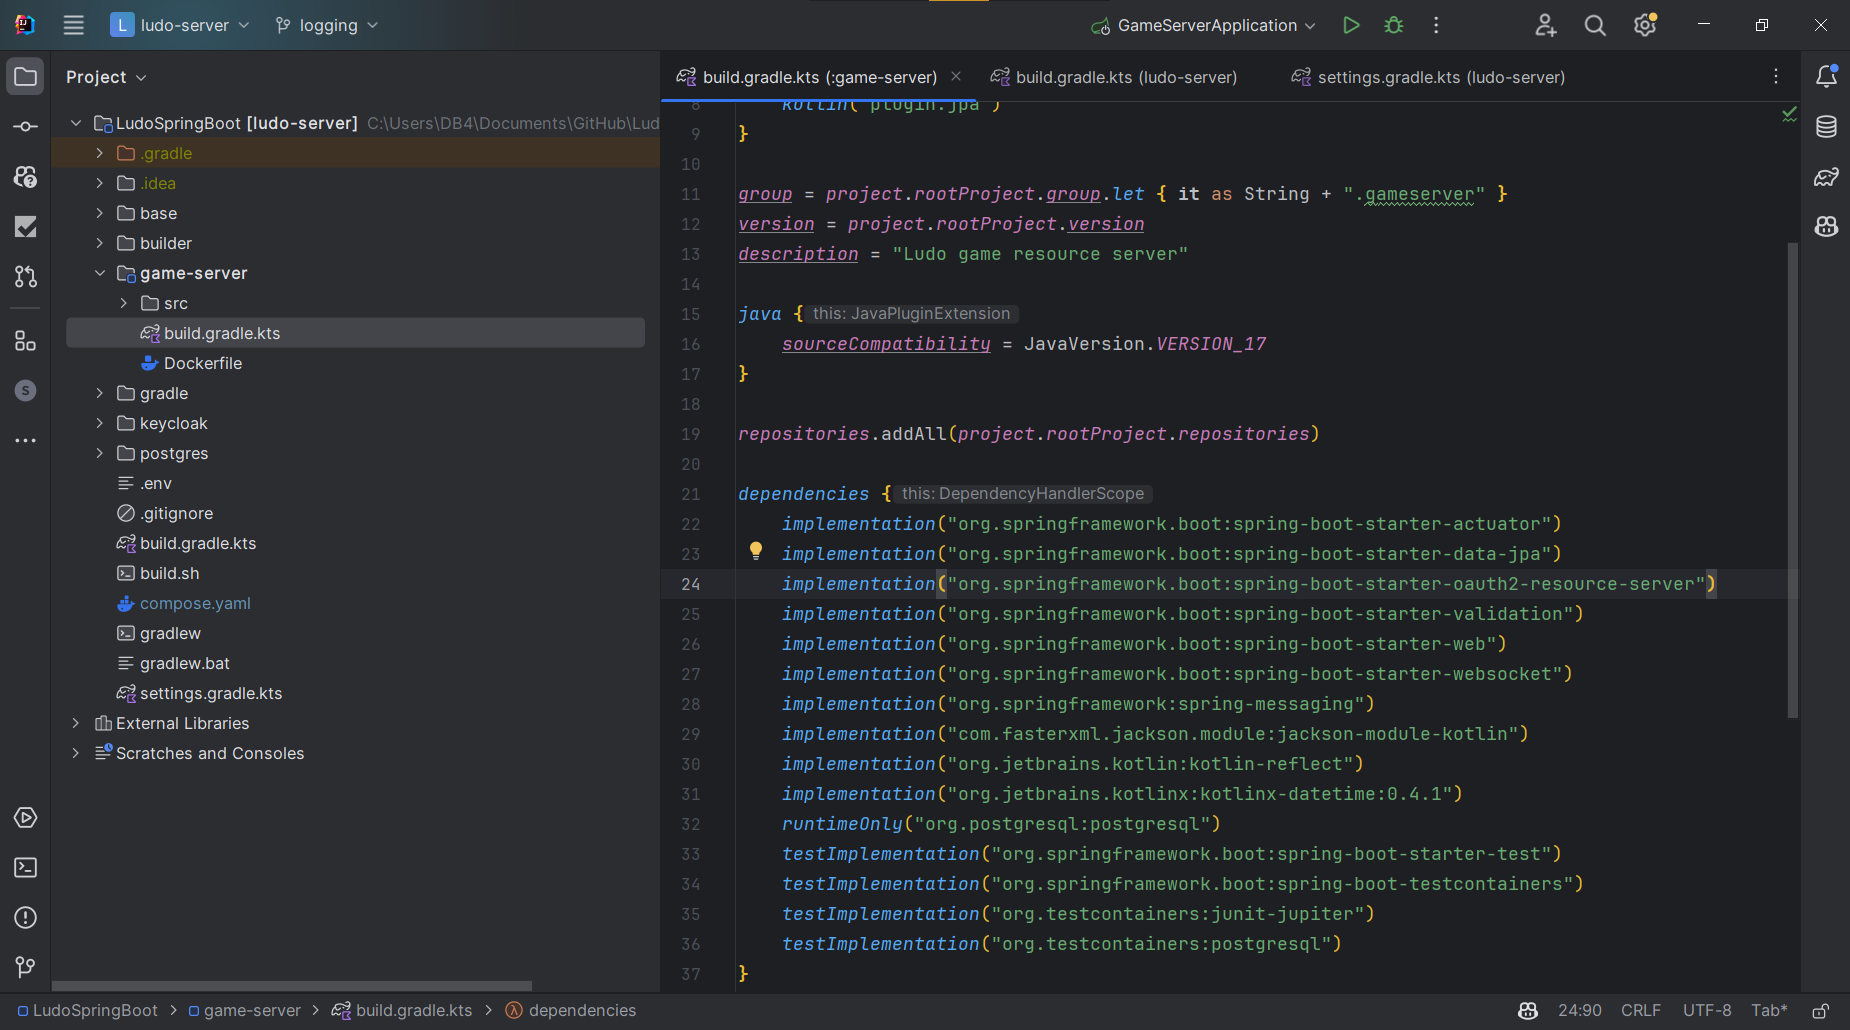 L ludo-server
logging
GameServerApplication
Project
build.gradle.kts (:game-server)
build.gradle.kts (ludo-server)
settings.gradle.kts (ludo-server)
LudoSpringBoot [ludo-server] C:\Users\DB4\Documents\GitHub\Lud
.gradle
.idea
base
builder
game-server
src
build.gradle.kts
Dockerfile
gradle
keycloak
postgres
.env
.gitignore
build.gradle.kts
build.sh
compose.yaml
gradlew
gradlew.bat
settings.gradle.kts
External Libraries
Scratches and Consoles
8 kotlin("plugin.jpa")
9 }
10
11 group = project.rootProject.group.let { it as String + ".gameserver" }
12 version = project.rootProject.version
13 description = "Ludo game resource server"
14
15 java { this: JavaPluginExtension
16 sourceCompatibility = JavaVersion.VERSION_17
17 }
18
19 repositories.addAll(project.rootProject.repositories)
20
21 dependencies { this: DependencyHandlerScope
22 implementation("org.springframework.boot:spring-boot-starter-actuator")
23 implementation("org.springframework.boot:spring-boot-starter-data-jpa")
24 implementation("org.springframework.boot:spring-boot-starter-oauth2-resource-server")
25 implementation("org.springframework.boot:spring-boot-starter-validation")
26 implementation("org.springframework.boot:spring-boot-starter-web")
27 implementation("org.springframework.boot:spring-boot-starter-websocket")
28 implementation("org.springframework:spring-messaging")
29 implementation("com.fasterxml.jackson.module:jackson-module-kotlin")
30 implementation("org.jetbrains.kotlin:kotlin-reflect")
31 implementation("org.jetbrains.kotlinx:kotlinx-datetime:0.4.1")
32 runtimeOnly("org.postgresql:postgresql")
33 testImplementation("org.springframework.boot:spring-boot-starter-test")
34 testImplementation("org.springframework.boot:spring-boot-testcontainers")
35 testImplementation("org.testcontainers:junit-jupiter")
36 testImplementation("org.testcontainers:postgresql")
37 }
LudoSpringBoot > game-server > build.gradle.kts > dependencies
24:90 CRLF UTF-8 Tab*